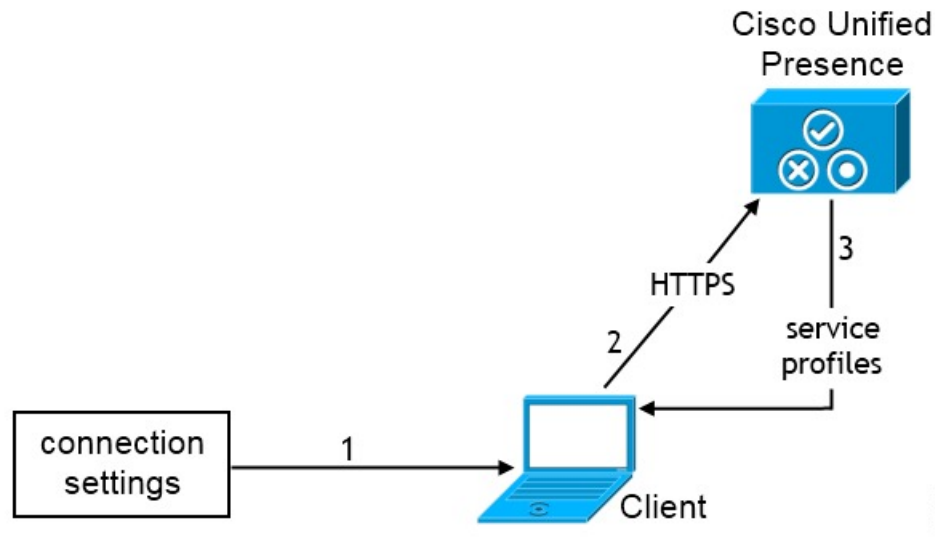 Cisco Unified
Presence
3
HTTPS
service
profiles
2
connection
settings
1
Client